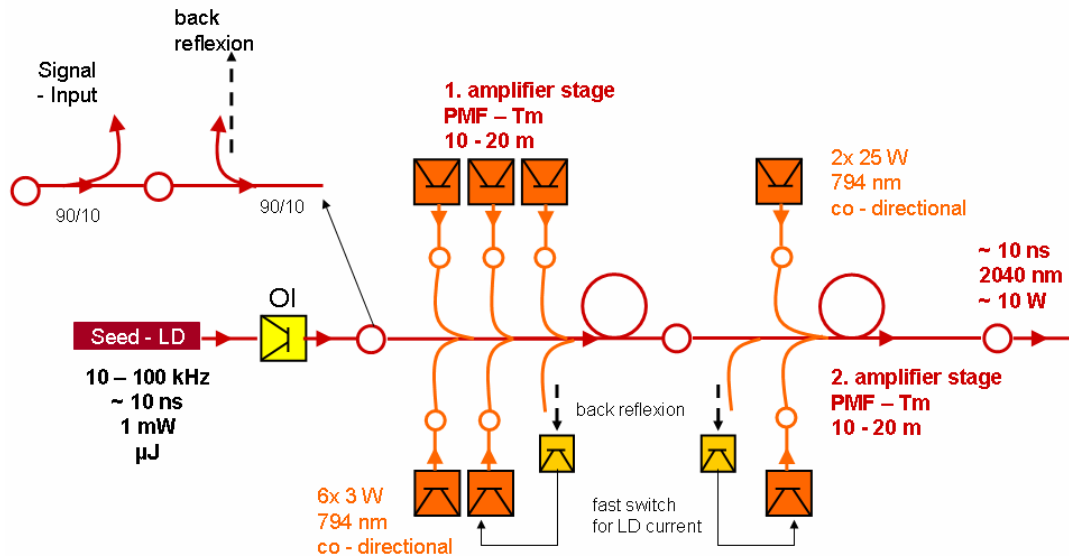 back
reflexion
Signal
- Input
90/10
90/10
1. amplifier stage
PMF – Tm
10 - 20 m
2x 25 W
794 nm
co - directional
~ 10 ns
2040 nm
~ 10 W
OI
Seed - LD
10 – 100 kHz
~ 10 ns
1 mW
µJ
back reflexion
2. amplifier stage
PMF – Tm
10 - 20 m
6x 3 W
794 nm
co - directional
fast switch
for LD current